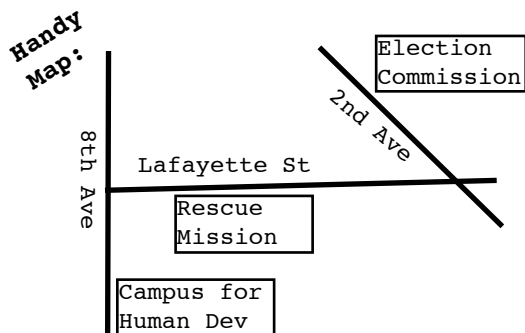 Handy
Map:
Election
Commission
2nd Ave
8th Ave
Lafayette St
Rescue
Mission
Campus for
Human Dev